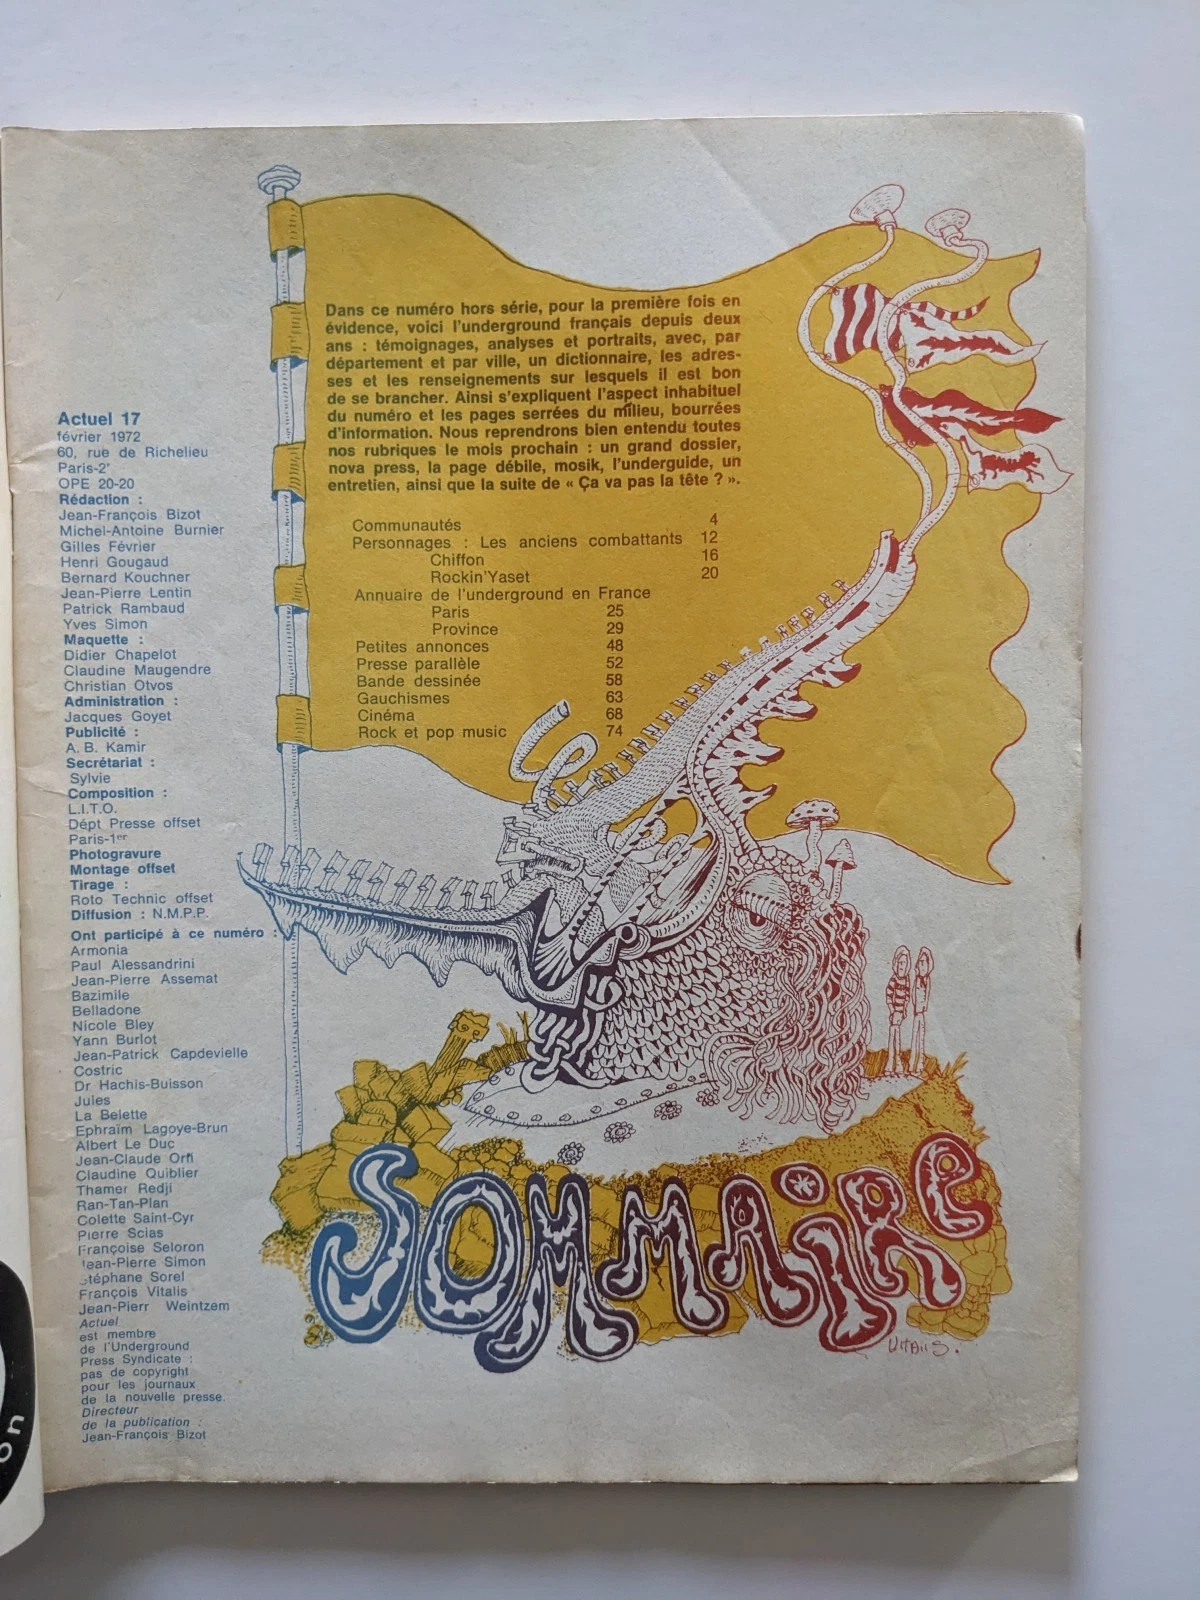 Actuel 17
février 1972
60, rue de Richelieu
Paris-2e
OPE 20-20
Rédaction :
Jean-François Bizot
Michel-Antoine Burnier
Gilles Février
Henri Gougaud
Bernard Kouchner
Jean-Pierre Lentin
Patrick Rambaud
Yves Simon
Maquette :
Didier Chapelot
Claudine Maugendre
Christian Otvos
Administration :
Jacques Goyet
Publicité :
A. B. Kamir
Secrétariat :
Sylvie
Composition :
L.I.T.O.
Dépt Presse offset
Paris-1er
Photogravure
Montage offset
Tirage :
Roto Technic offset
Diffusion : N.M.P.P.
Ont participé à ce numéro :
Armonia
Paul Alessandrini
Jean-Pierre Assemat
Bazimile
Belladone
Nicole Bley
Yann Burlot
Jean-Patrick Capdevielle
Costric
Dr Hachis-Buisson
Jules
La Belette
Ephraïm Lagoye-Brun
Albert Le Duc
Jean-Claude Orfi
Claudine Quiblier
Thamer Redji
Ran-Tan-Plan
Colette Saint-Cyr
Pierre Scias
Françoise Seloron
Jean-Pierre Simon
Stéphane Sorel
François Vitalis
Jean-Pierr Weintzem
Actuel
est membre
de l'Underground
Press Syndicate :
pas de copyright
pour les journaux
de la nouvelle presse.
Directeur
de la publication :
Jean-François Bizot
Dans ce numéro hors série, pour la première fois en
évidence, voici l'underground français depuis deux
ans : témoignages, analyses et portraits, avec, par
département et par ville, un dictionnaire, les adres-
ses et les renseignements sur lesquels il est bon
de se brancher. Ainsi s'expliquent l'aspect inhabituel
du numéro et les pages serrées du milieu, bourrées
d'information. Nous reprendrons bien entendu toutes
nos rubriques le mois prochain : un grand dossier,
nova press, la page débile, mosik, l'underguide, un
entretien, ainsi que la suite de « Ça va pas la tête ? ».
Communautés 4
Personnages : Les anciens combattants 12
Chiffon 16
Rockin'Yaset 20
Annuaire de l'underground en France
Paris 25
Province 29
Petites annonces 48
Presse parallèle 52
Bande dessinée 58
Gauchismes 63
Cinéma 68
Rock et pop music 74
SOMMAIRE
Vitalis.
on